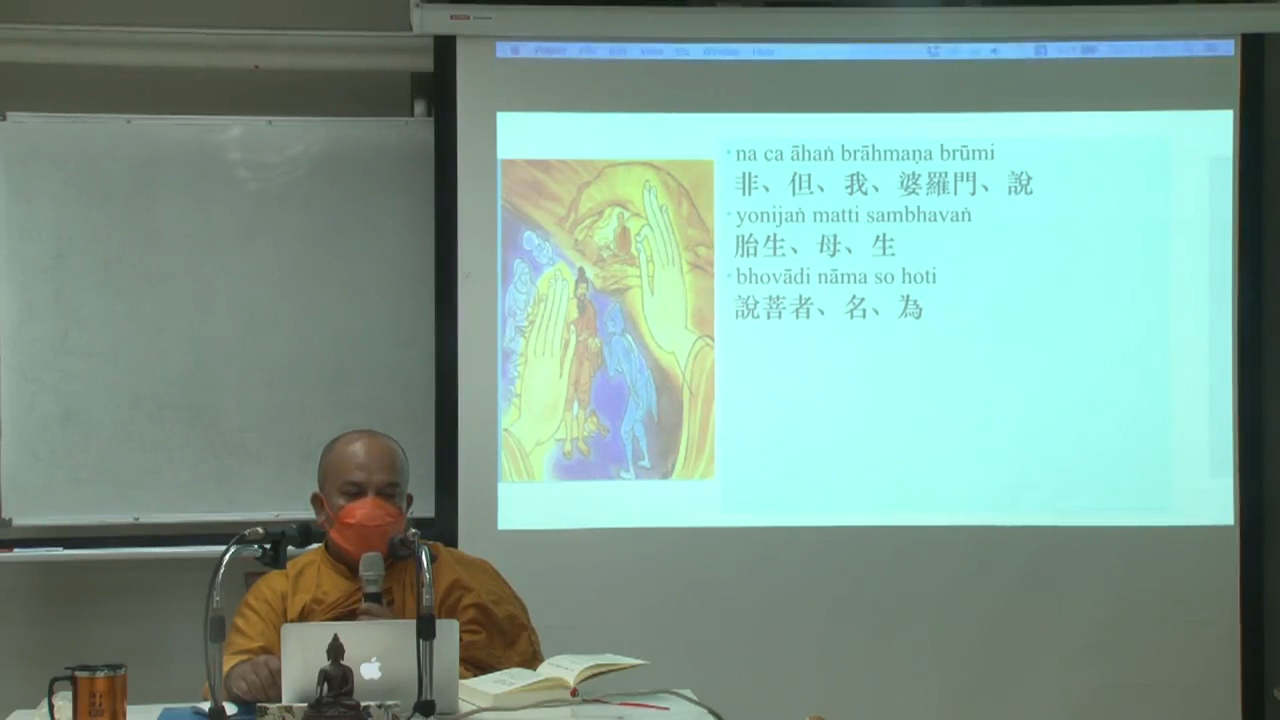 na ca āhaṅ brāhmaṇa brūmi
非、但、我、婆羅門、說
yonijaṅ matti sambhavaṅ
胎生、母、生
bhovādi nāma so hoti
說菩者、名、為